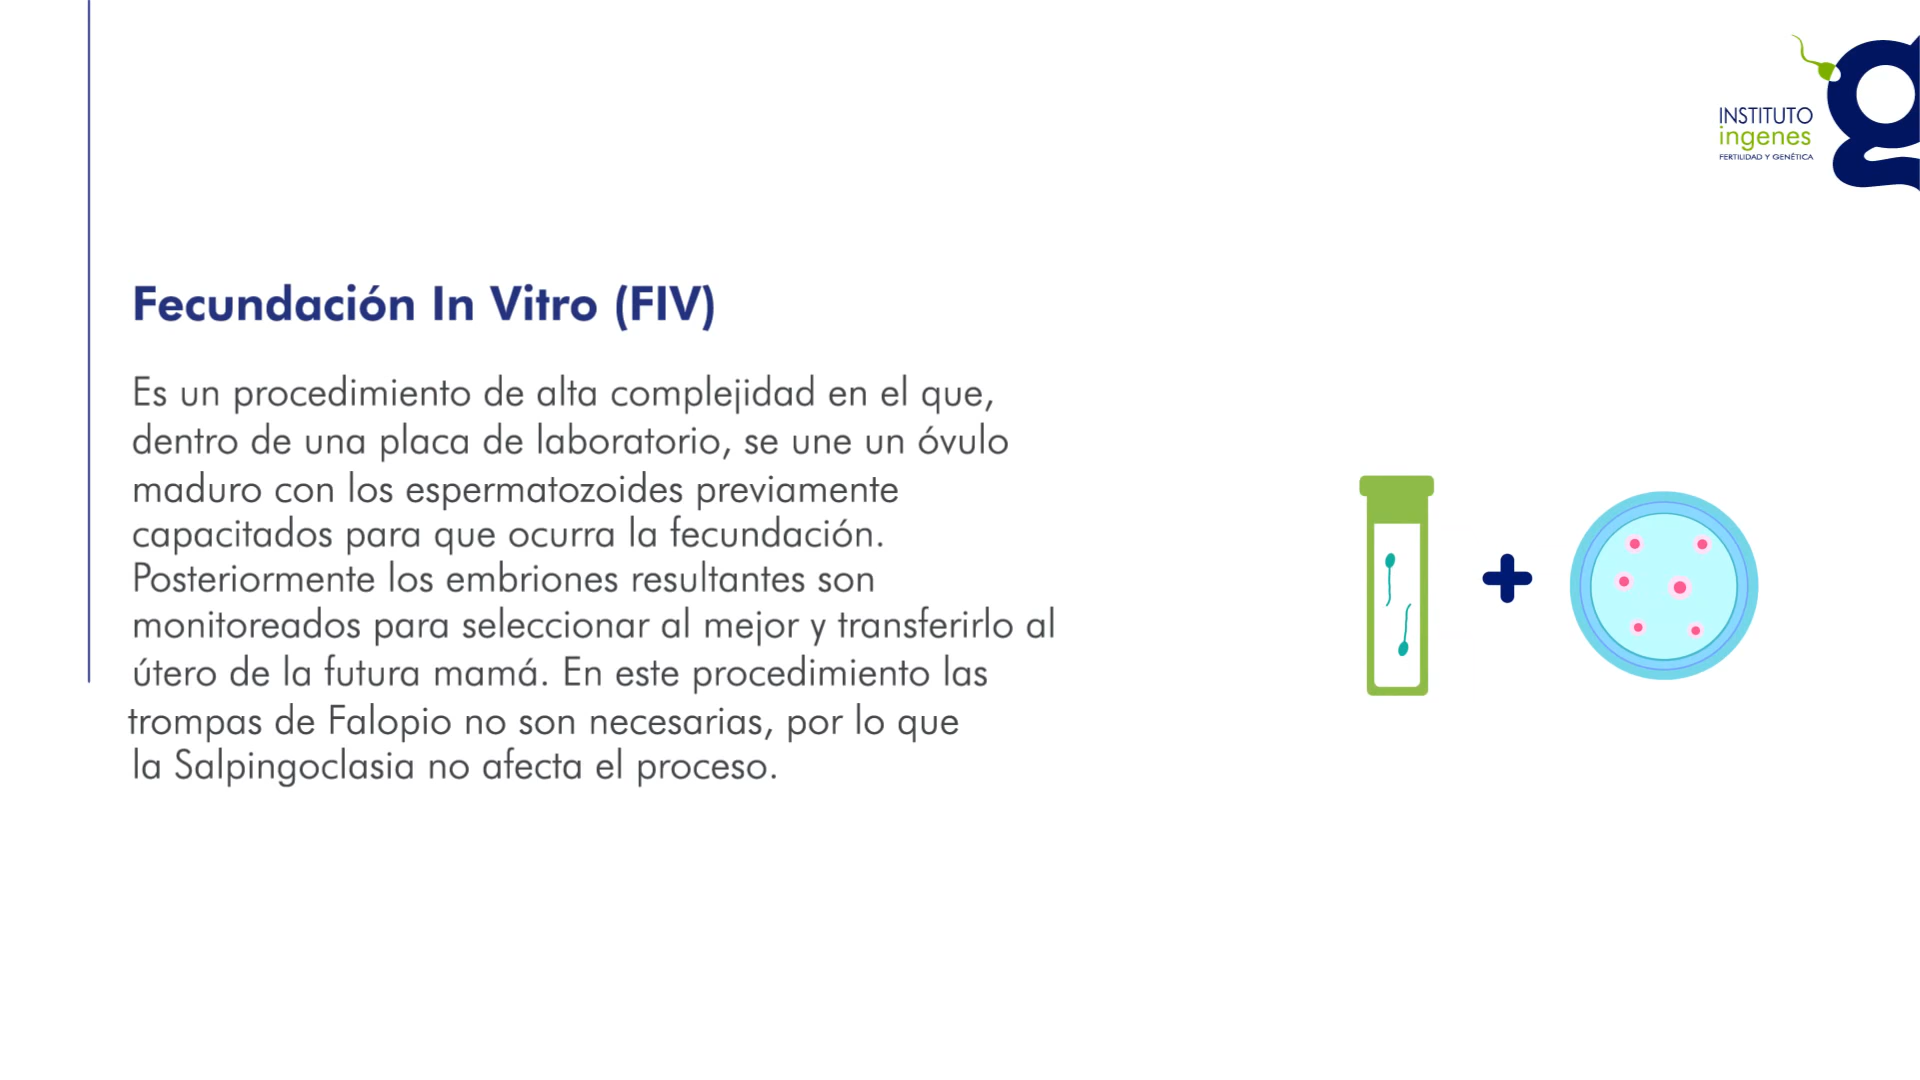 INSTITUTO
ingenes
FERTILIDAD Y GENÉTICA
Fecundación In Vitro (FIV)
Es un procedimiento de alta complejidad en el que,
dentro de una placa de laboratorio, se une un óvulo
maduro con los espermatozoides previamente
capacitados para que ocurra la fecundación.
Posteriormente los embriones resultantes son
monitoreados para seleccionar al mejor y transferirlo al
útero de la futura mamá. En este procedimiento las
trompas de Falopio no son necesarias, por lo que
la Salpingoclasia no afecta el proceso.